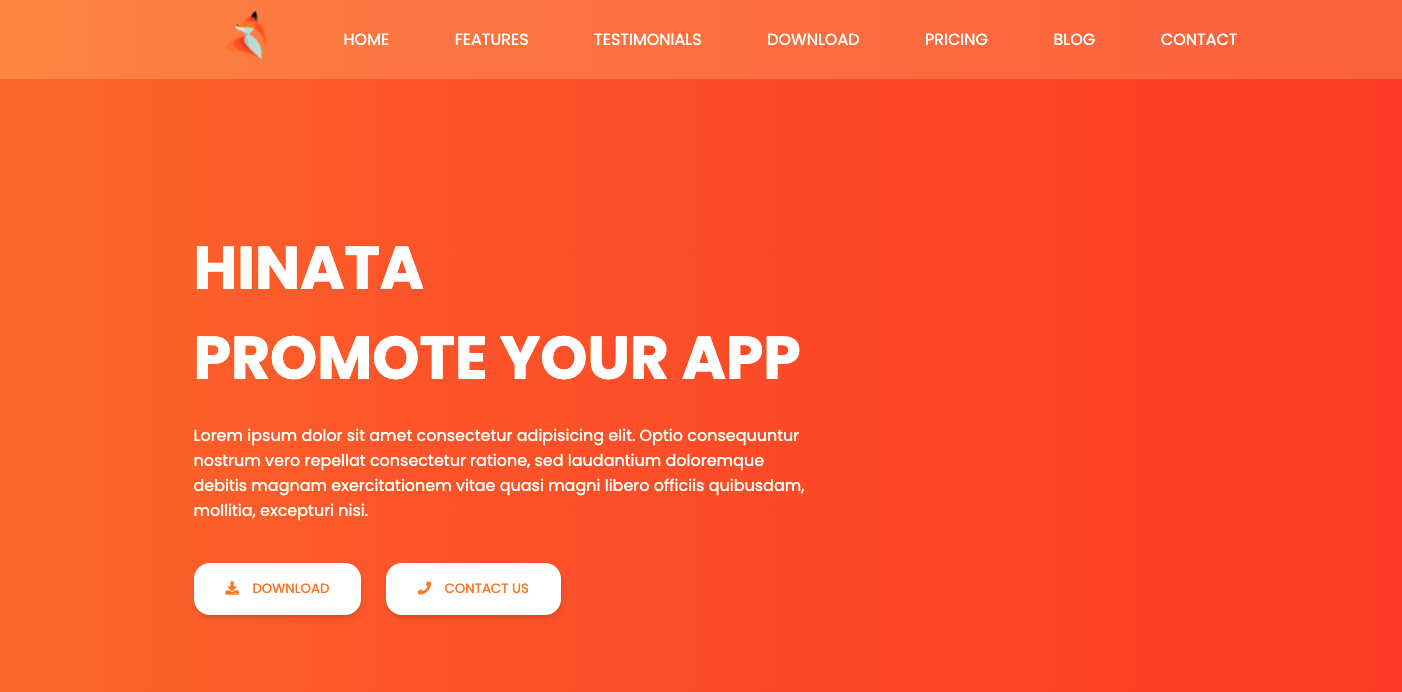 HOME FEATURES TESTIMONIALS DOWNLOAD PRICING BLOG CONTACT
HINATA
PROMOTE YOUR APP
Lorem ipsum dolor sit amet consectetur adipisicing elit. Optio consequuntur
nostrum vero repellat consectetur ratione, sed laudantium doloremque
debitis magnam exercitationem vitae quasi magni libero officiis quibusdam,
mollitia, excepturi nisi.
DOWNLOAD CONTACT US